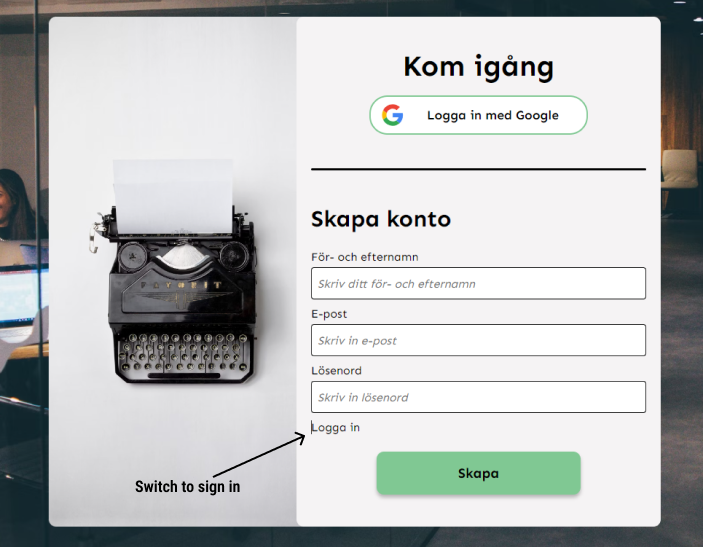 Kom igång
Logga in med Google
Skapa konto
För- och efternamn
Skriv ditt för- och efternamn
E-post
Skriv in e-post
Lösenord
Skriv in lösenord
Logga in
Switch to sign in
Skapa